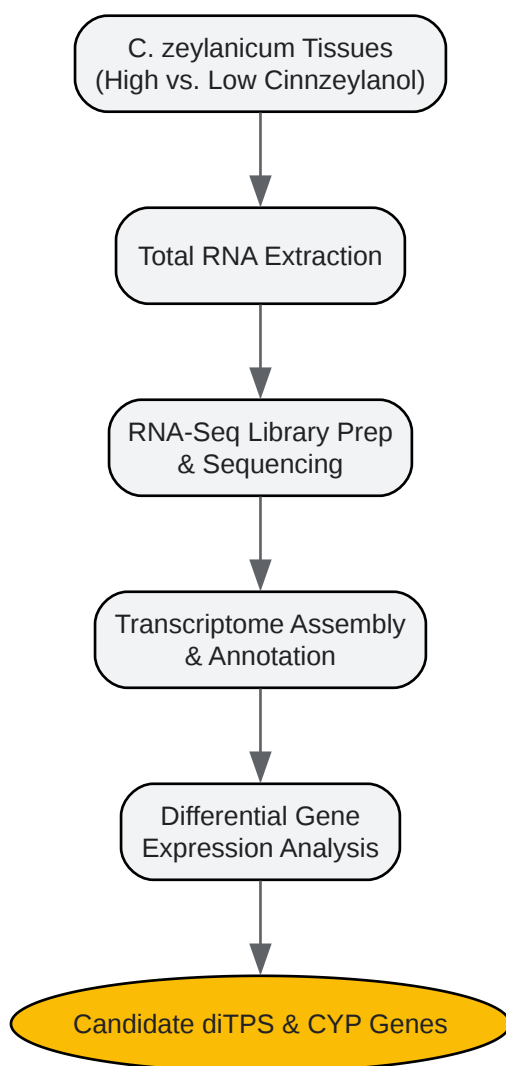 C. zeylanicum Tissues
(High vs. Low Cinnzeylanol)
Total RNA Extraction
RNA-Seq Library Prep
& Sequencing
Transcriptome Assembly
& Annotation
Differential Gene
Expression Analysis
Candidate diTPS & CYP Genes